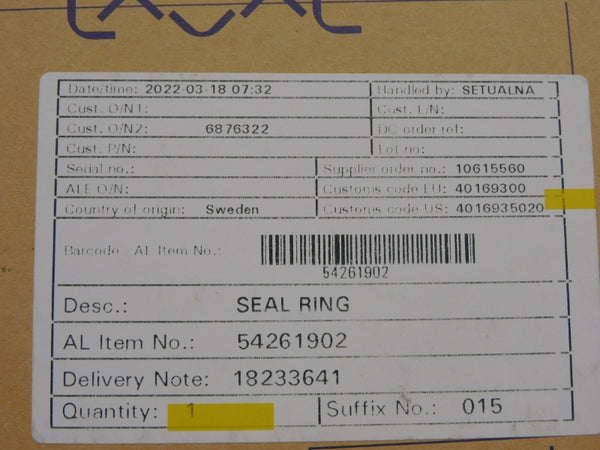 Date/time: 2022-03-18 07:32 Handled by: SETUALNA
Cust. O/N1: Cust. L/N:
Cust. O/N2: 6876322 DC order ref:
Cust. P/N: Lot no:
Serial no.: Supplier order no.: 10615560
ALE O/N: Customs code EU: 40169300
Country of origin: Sweden Customs code US: 4016935020
Barcode - AL Item No.:
54261902
Desc.: SEAL RING
AL Item No.: 54261902
Delivery Note: 18233641
Quantity: 1 Suffix No.: 015